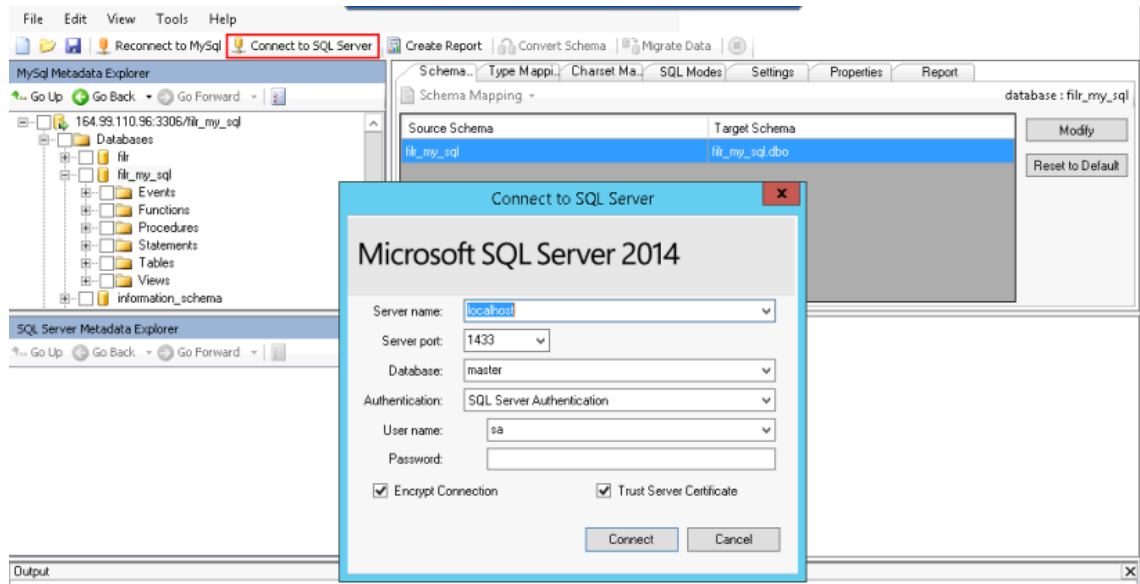 File Edit View Tools Help
Reconnect to MySql Connect to SQL Server Create Report Convert Schema Migrate Data
MySql Metadata Explorer
Go Up Go Back Go Forward
164.99.110.96:3306/filr_my_sql
Databases
filr
filr_my_sql
Events
Functions
Procedures
Statements
Tables
Views
information_schema
Schema... Type Mappi... Charset Ma... SQL Modes Settings Properties Report
Schema Mapping database : filr_my_sql
Source Schema Target Schema
filr_my_sql filr_my_sql.dbo
Modify
Reset to Default
SQL Server Metadata Explorer
Go Up Go Back Go Forward
Connect to SQL Server x
Microsoft SQL Server 2014
Server name: localhost
Server port: 1433
Database: master
Authentication: SQL Server Authentication
User name: sa
Password:
Encrypt Connection Trust Server Certificate
Connect Cancel
Output